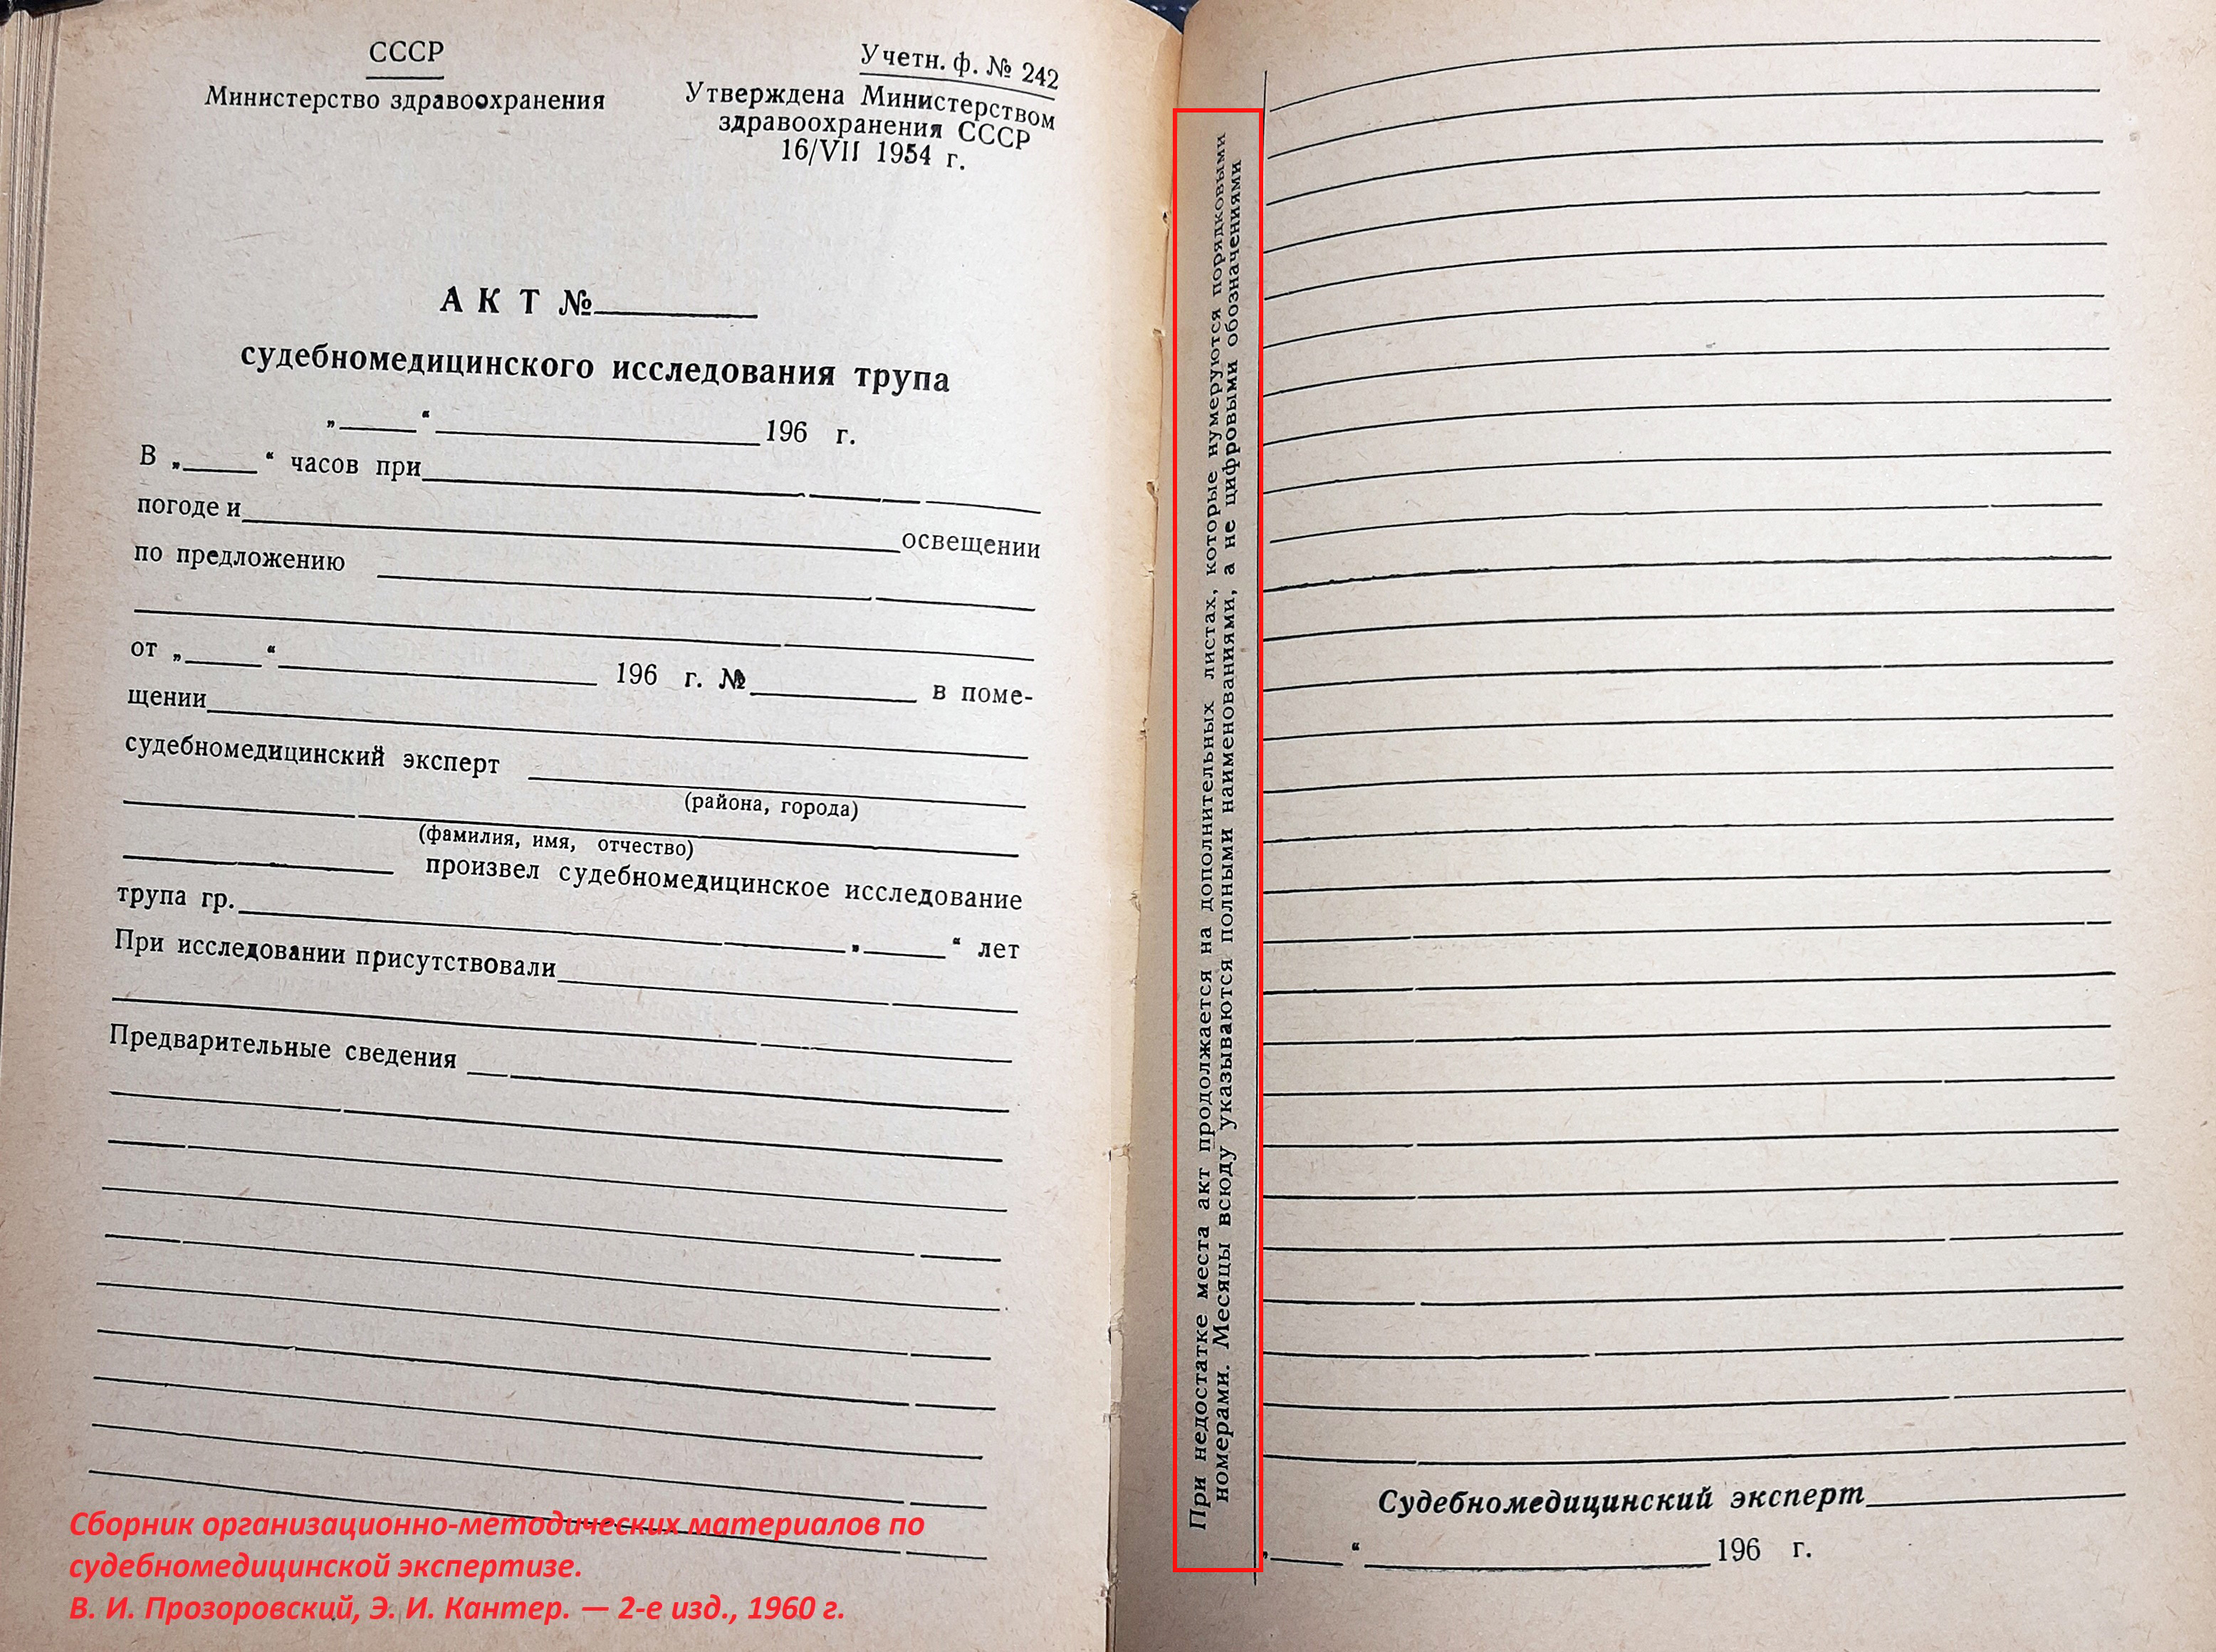 СССР
Министерство здравоохранения
Учетн. ф. № 242
Утверждена Министерством
здравоохранения СССР
16/VII 1954 г.
АКТ №
судебномедицинского исследования трупа
„ “ 196 г.
В „ “ часов при
погоде и освещении
по предложению
от „ “ 196 г. № в поме-
щении
судебномедицинский эксперт
(района, города)
(фамилия, имя, отчество)
произвел судебномедицинское исследование
трупа гр. „ “ лет
При исследовании присутствовали
Предварительные сведения
Сборник организационно-методических материалов по
судебномедицинской экспертизе.
В. И. Прозоровский, Э. И. Кантер. — 2-е изд., 1960 г.
При недостатке места акт продолжается на дополнительных листах, которые нумеруются порядковыми
номерами. Месяцы всюду указываются полными наименованиями, а не цифровыми обозначениями
Судебномедицинский эксперт
„ “ 196 г.